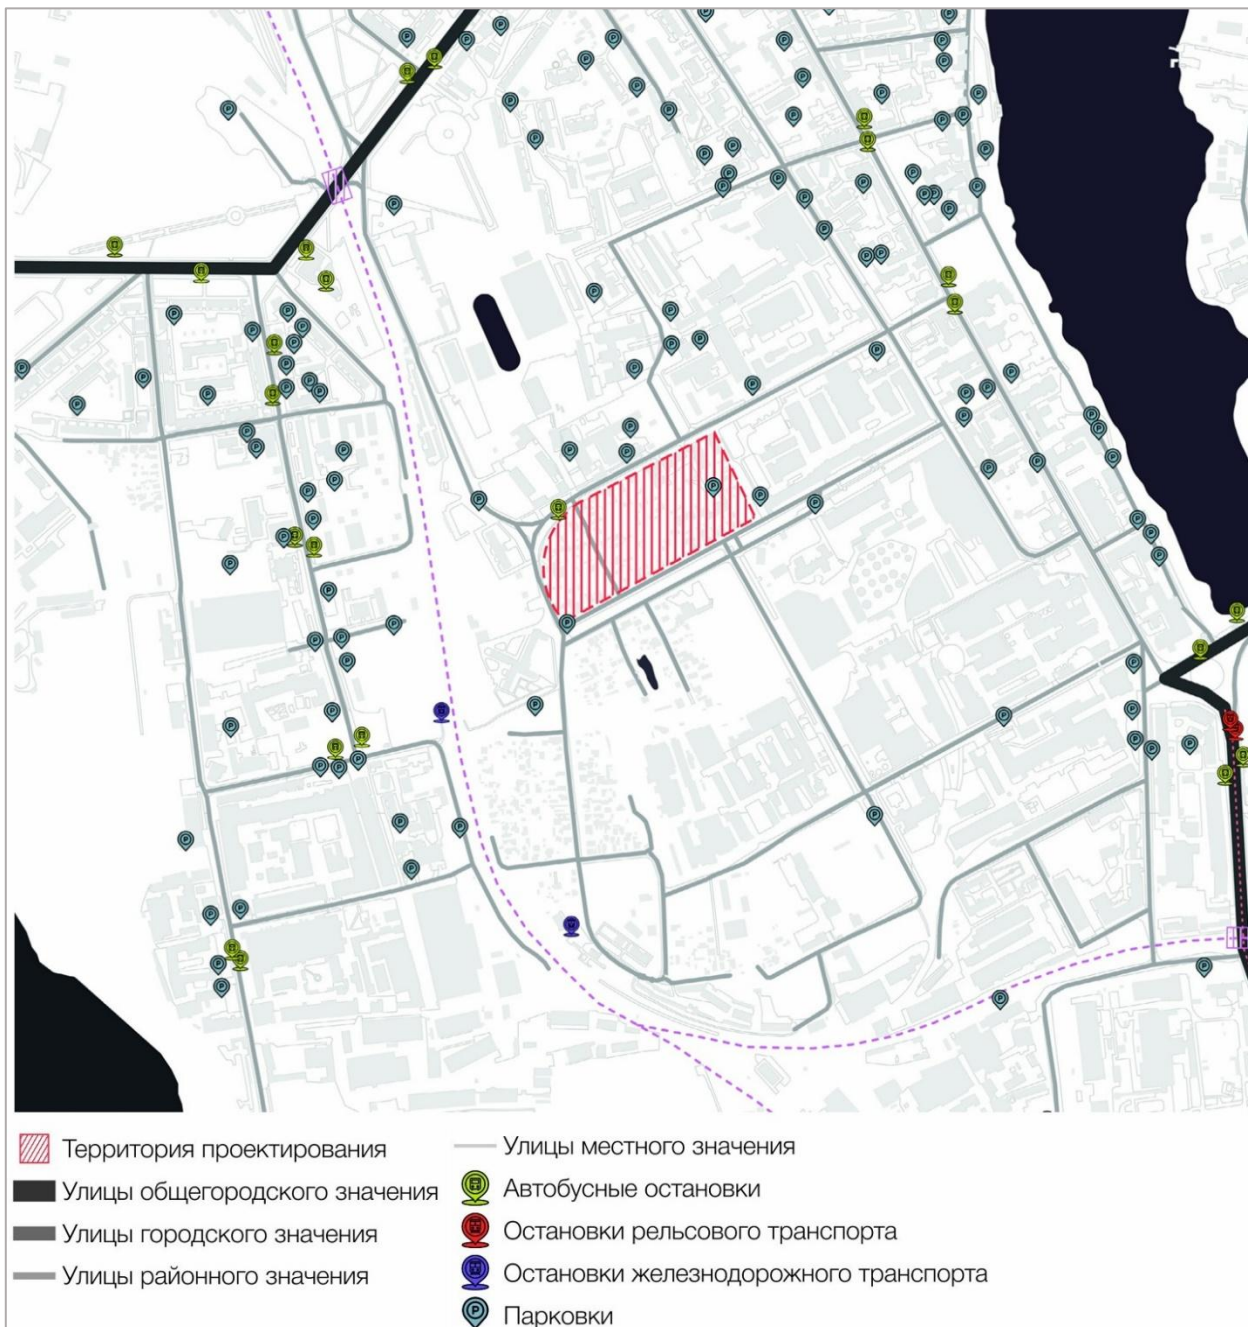 Территория проектирования
Улицы общегородского значения
Улицы городского значения
Улицы районного значения
Улицы местного значения
Автобусные остановки
Остановки рельсового транспорта
Остановки железнодорожного транспорта
Парковки